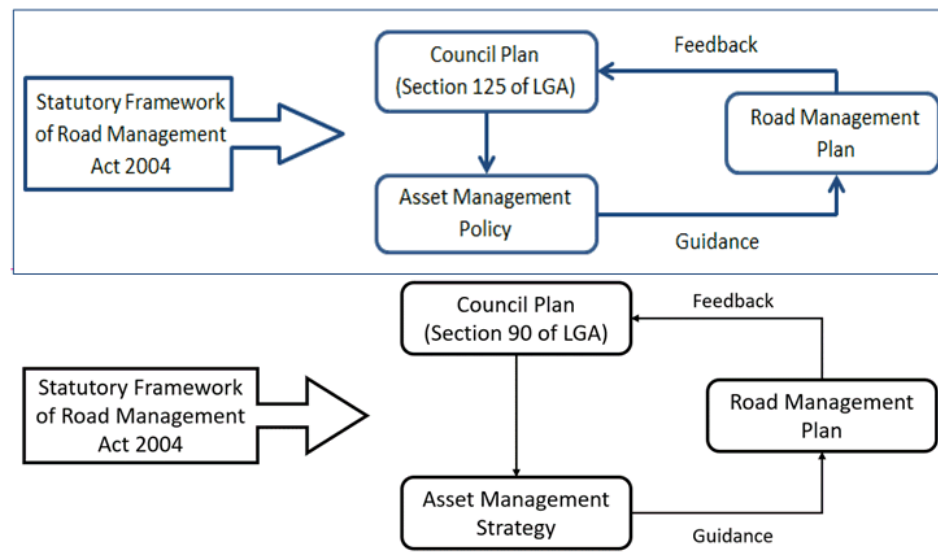 Statutory Framework
of Road Management
Act 2004
Council Plan
(Section 125 of LGA)
Feedback
Road Management
Plan
Asset Management
Policy
Guidance
Statutory Framework
of Road Management
Act 2004
Council Plan
(Section 90 of LGA)
Feedback
Road Management
Plan
Asset Management
Strategy
Guidance